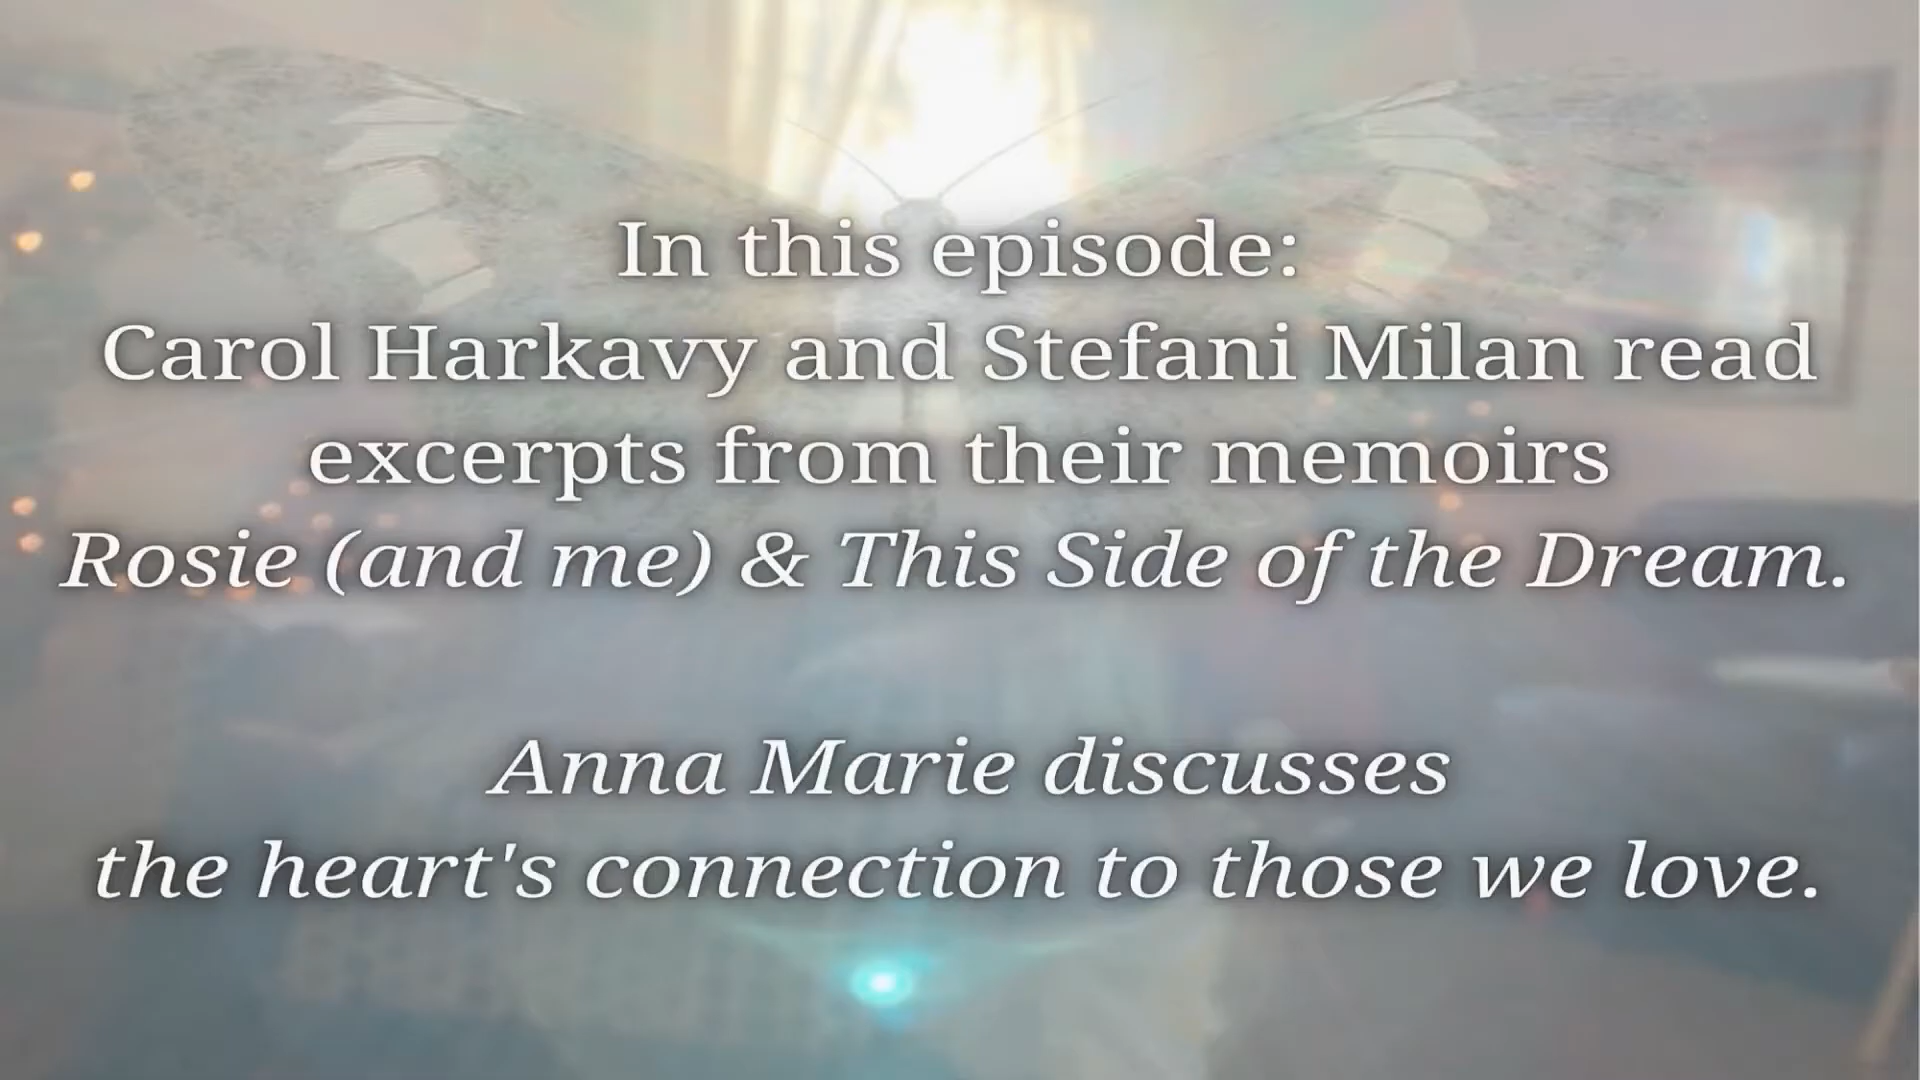 In this episode:
Carol Harkavy and Stefani Milan read
excerpts from their memoirs
Rosie (and me) & This Side of the Dream.
Anna Marie discusses
the heart's connection to those we love.